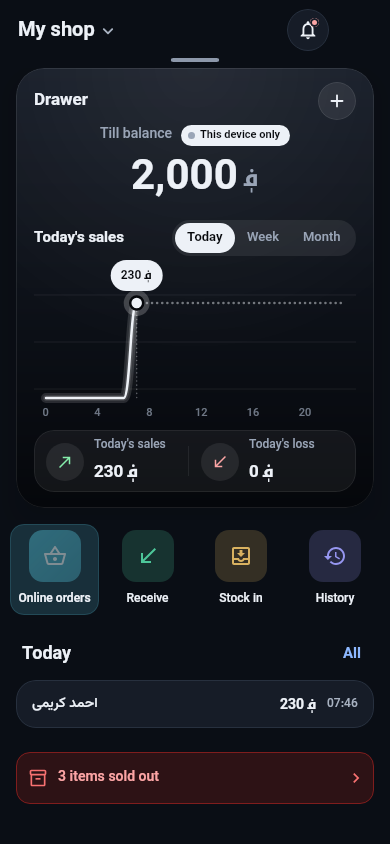 My shop
Drawer
Till balance
This device only
2,000 ؋
Today's sales
Today Week Month
230 ؋
0 4 8 12 16 20
Today's sales
230 ؋
Today's loss
0 ؋
Online orders
Receive
Stock in
History
Today
All
احمد کریمی
230 ؋
07:46
3 items sold out